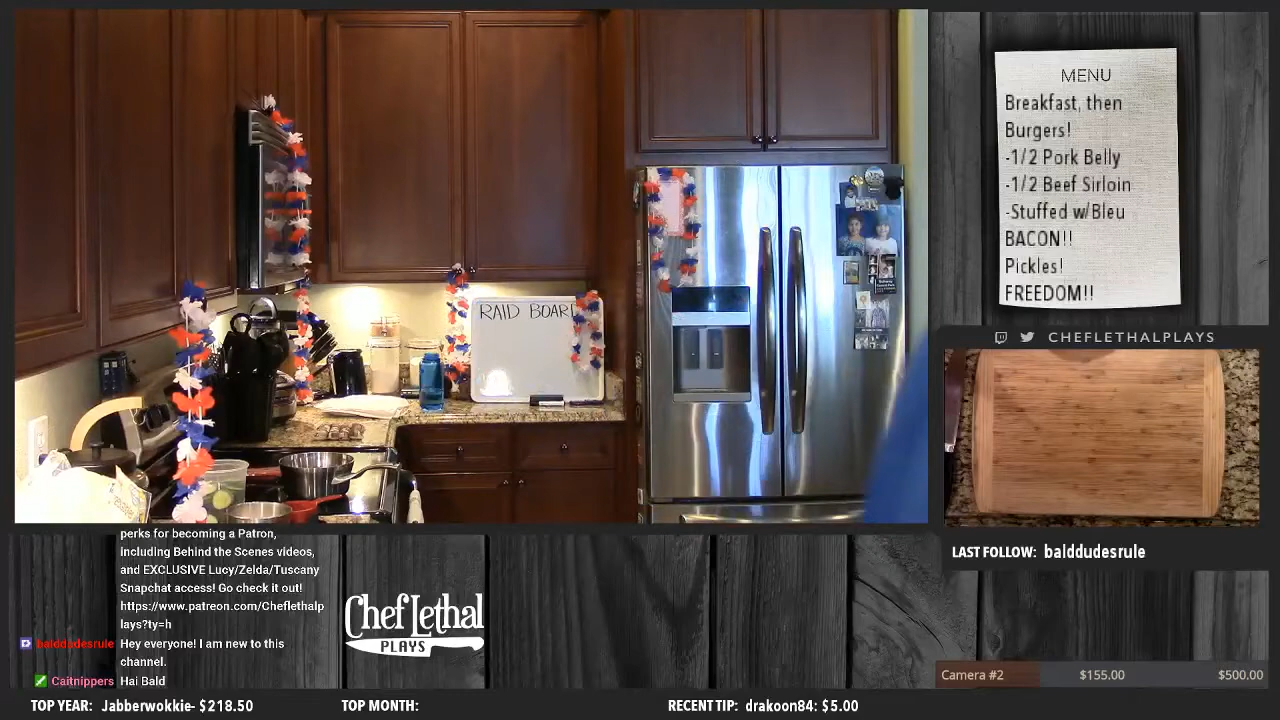 RAID BOARD
MENU
Breakfast, then
Burgers!
-1/2 Pork Belly
-1/2 Beef Sirloin
-Stuffed w/Bleu
BACON!!
Pickles!
FREEDOM!!
CHEFLETHALPLAYS
LAST FOLLOW: balddudesrule
perks for becoming a Patron,
including Behind the Scenes videos,
and EXCLUSIVE Lucy/Zelda/Tuscany
Snapchat access! Go check it out!
https://www.patreon.com/Cheflethalp
lays?ty=h
balddudesrule Hey everyone! I am new to this
channel.
Caitnippers Hai Bald
Chef Lethal
PLAYS
Camera #2 $155.00 $500.00
TOP YEAR: Jabberwokkie- $218.50 TOP MONTH: RECENT TIP: drakoon84: $5.00